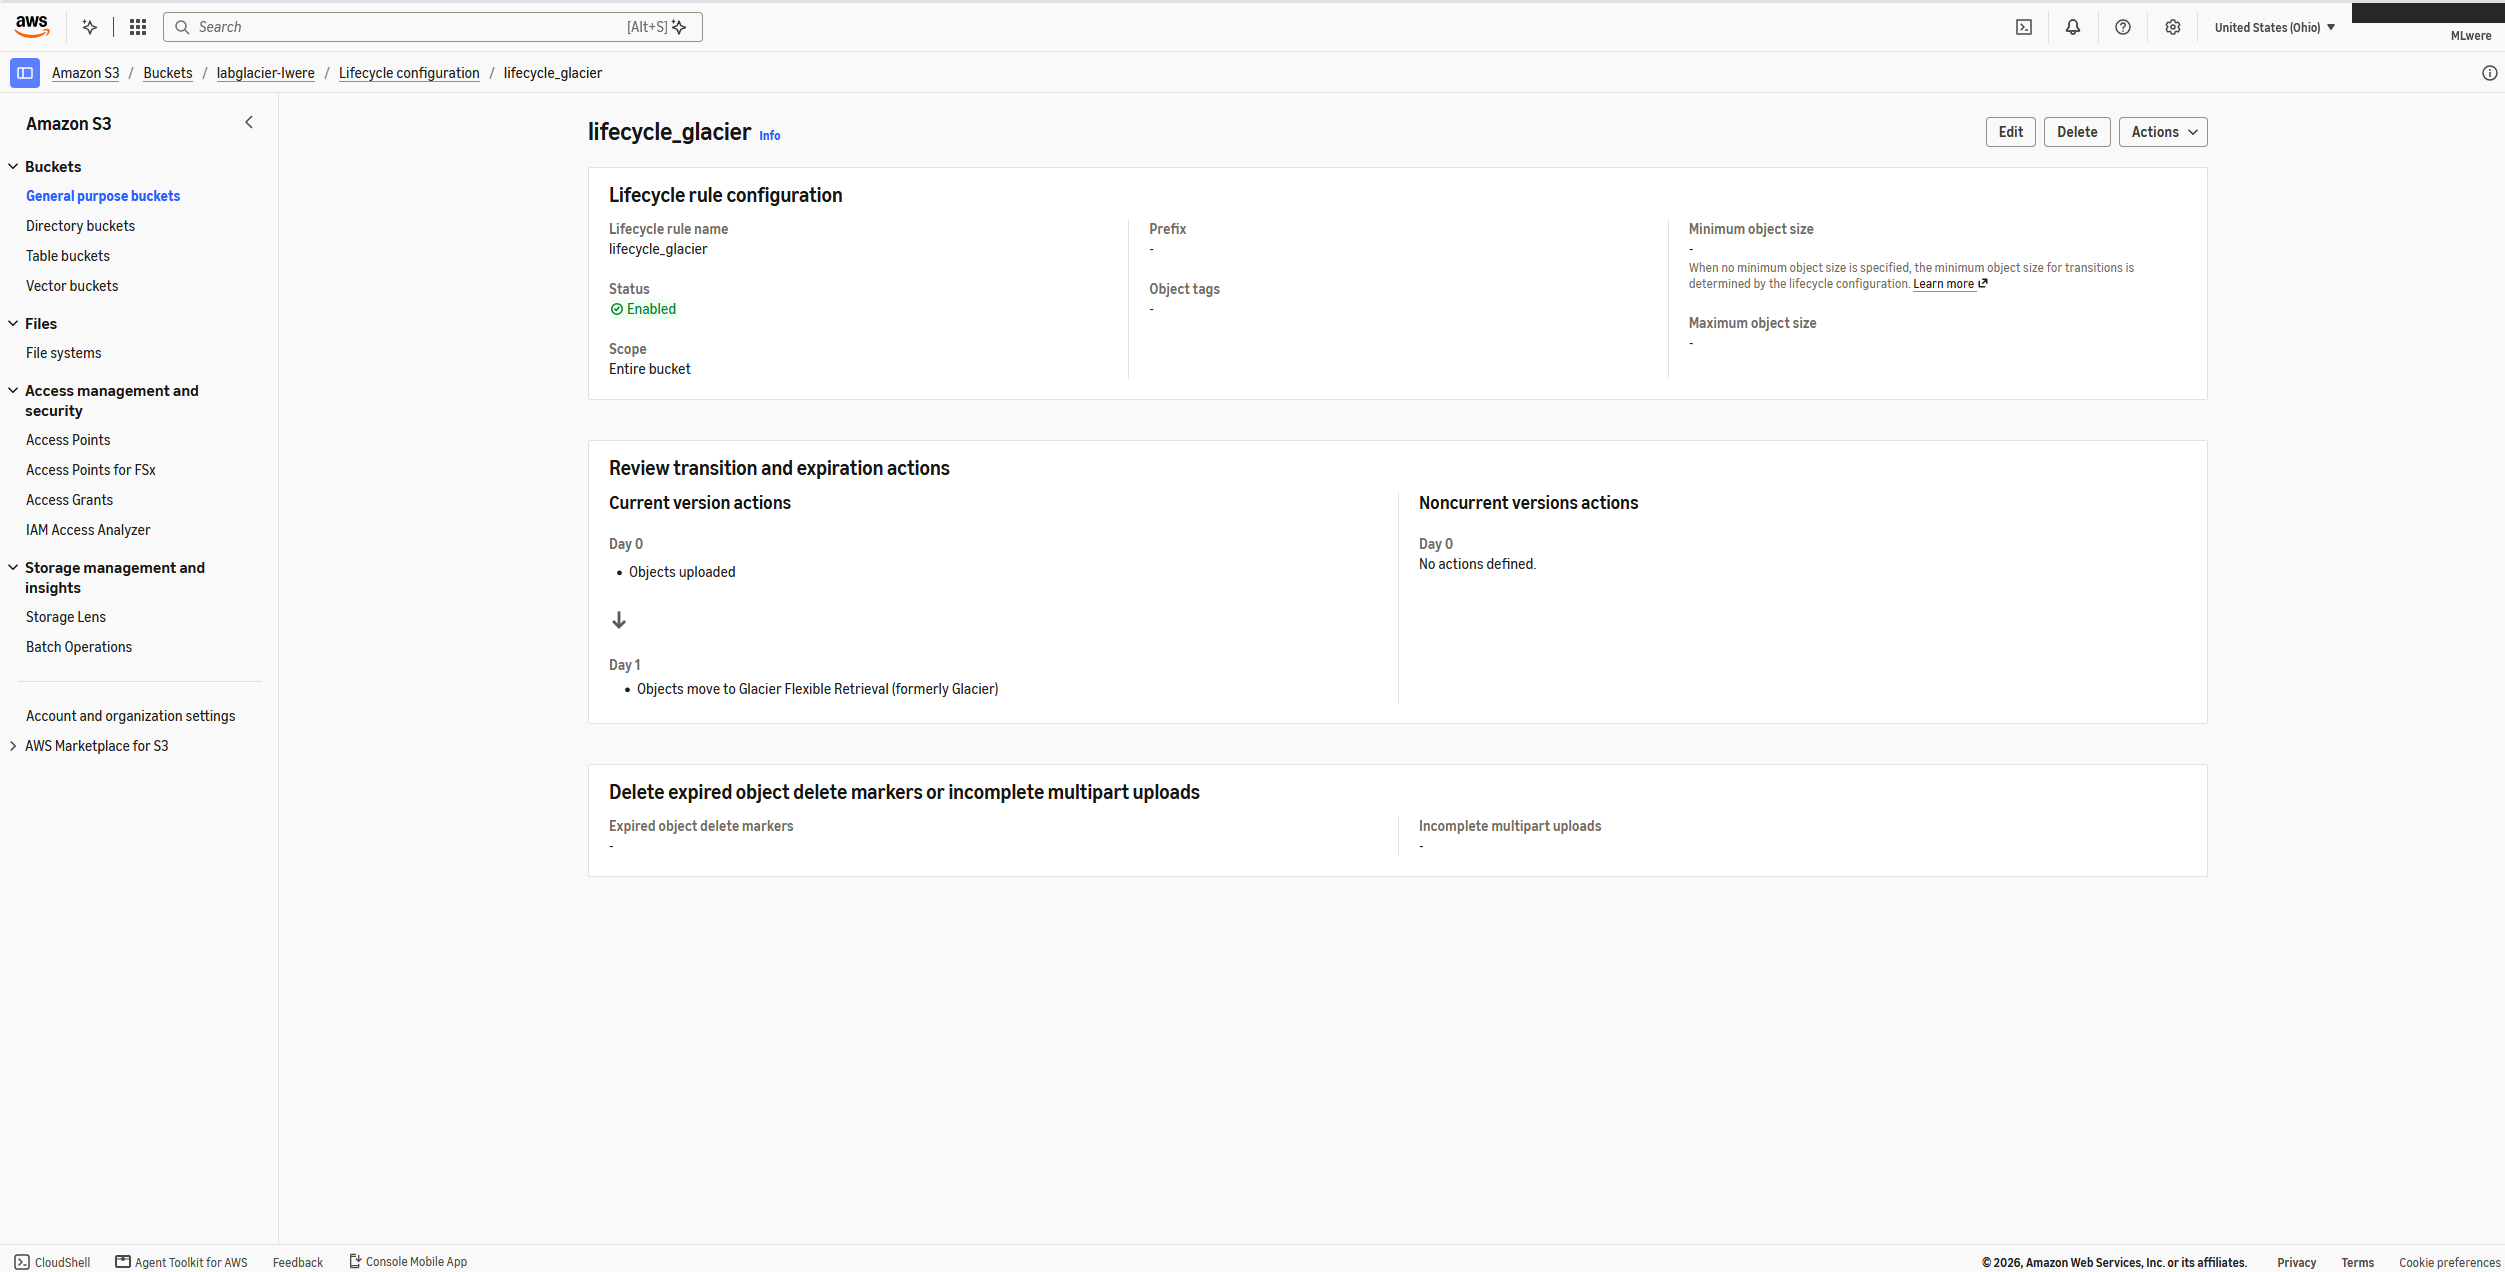 aws
Search [Alt+S]
United States (Ohio)
MLwere
Amazon S3 / Buckets / labglacier-lwere / Lifecycle configuration / lifecycle_glacier
Amazon S3
Buckets
General purpose buckets
Directory buckets
Table buckets
Vector buckets
Files
File systems
Access management and
security
Access Points
Access Points for FSx
Access Grants
IAM Access Analyzer
Storage management and
insights
Storage Lens
Batch Operations
Account and organization settings
AWS Marketplace for S3
lifecycle_glacier Info
Edit Delete Actions
Lifecycle rule configuration
Lifecycle rule name
lifecycle_glacier
Status
Enabled
Scope
Entire bucket
Prefix
-
Object tags
-
Minimum object size
-
When no minimum object size is specified, the minimum object size for transitions is
determined by the lifecycle configuration. Learn more
Maximum object size
-
Review transition and expiration actions
Current version actions
Day 0
• Objects uploaded
Day 1
• Objects move to Glacier Flexible Retrieval (formerly Glacier)
Noncurrent versions actions
Day 0
No actions defined.
Delete expired object delete markers or incomplete multipart uploads
Expired object delete markers
-
Incomplete multipart uploads
-
CloudShell Agent Toolkit for AWS Feedback Console Mobile App
© 2026, Amazon Web Services, Inc. or its affiliates. Privacy Terms Cookie preferences